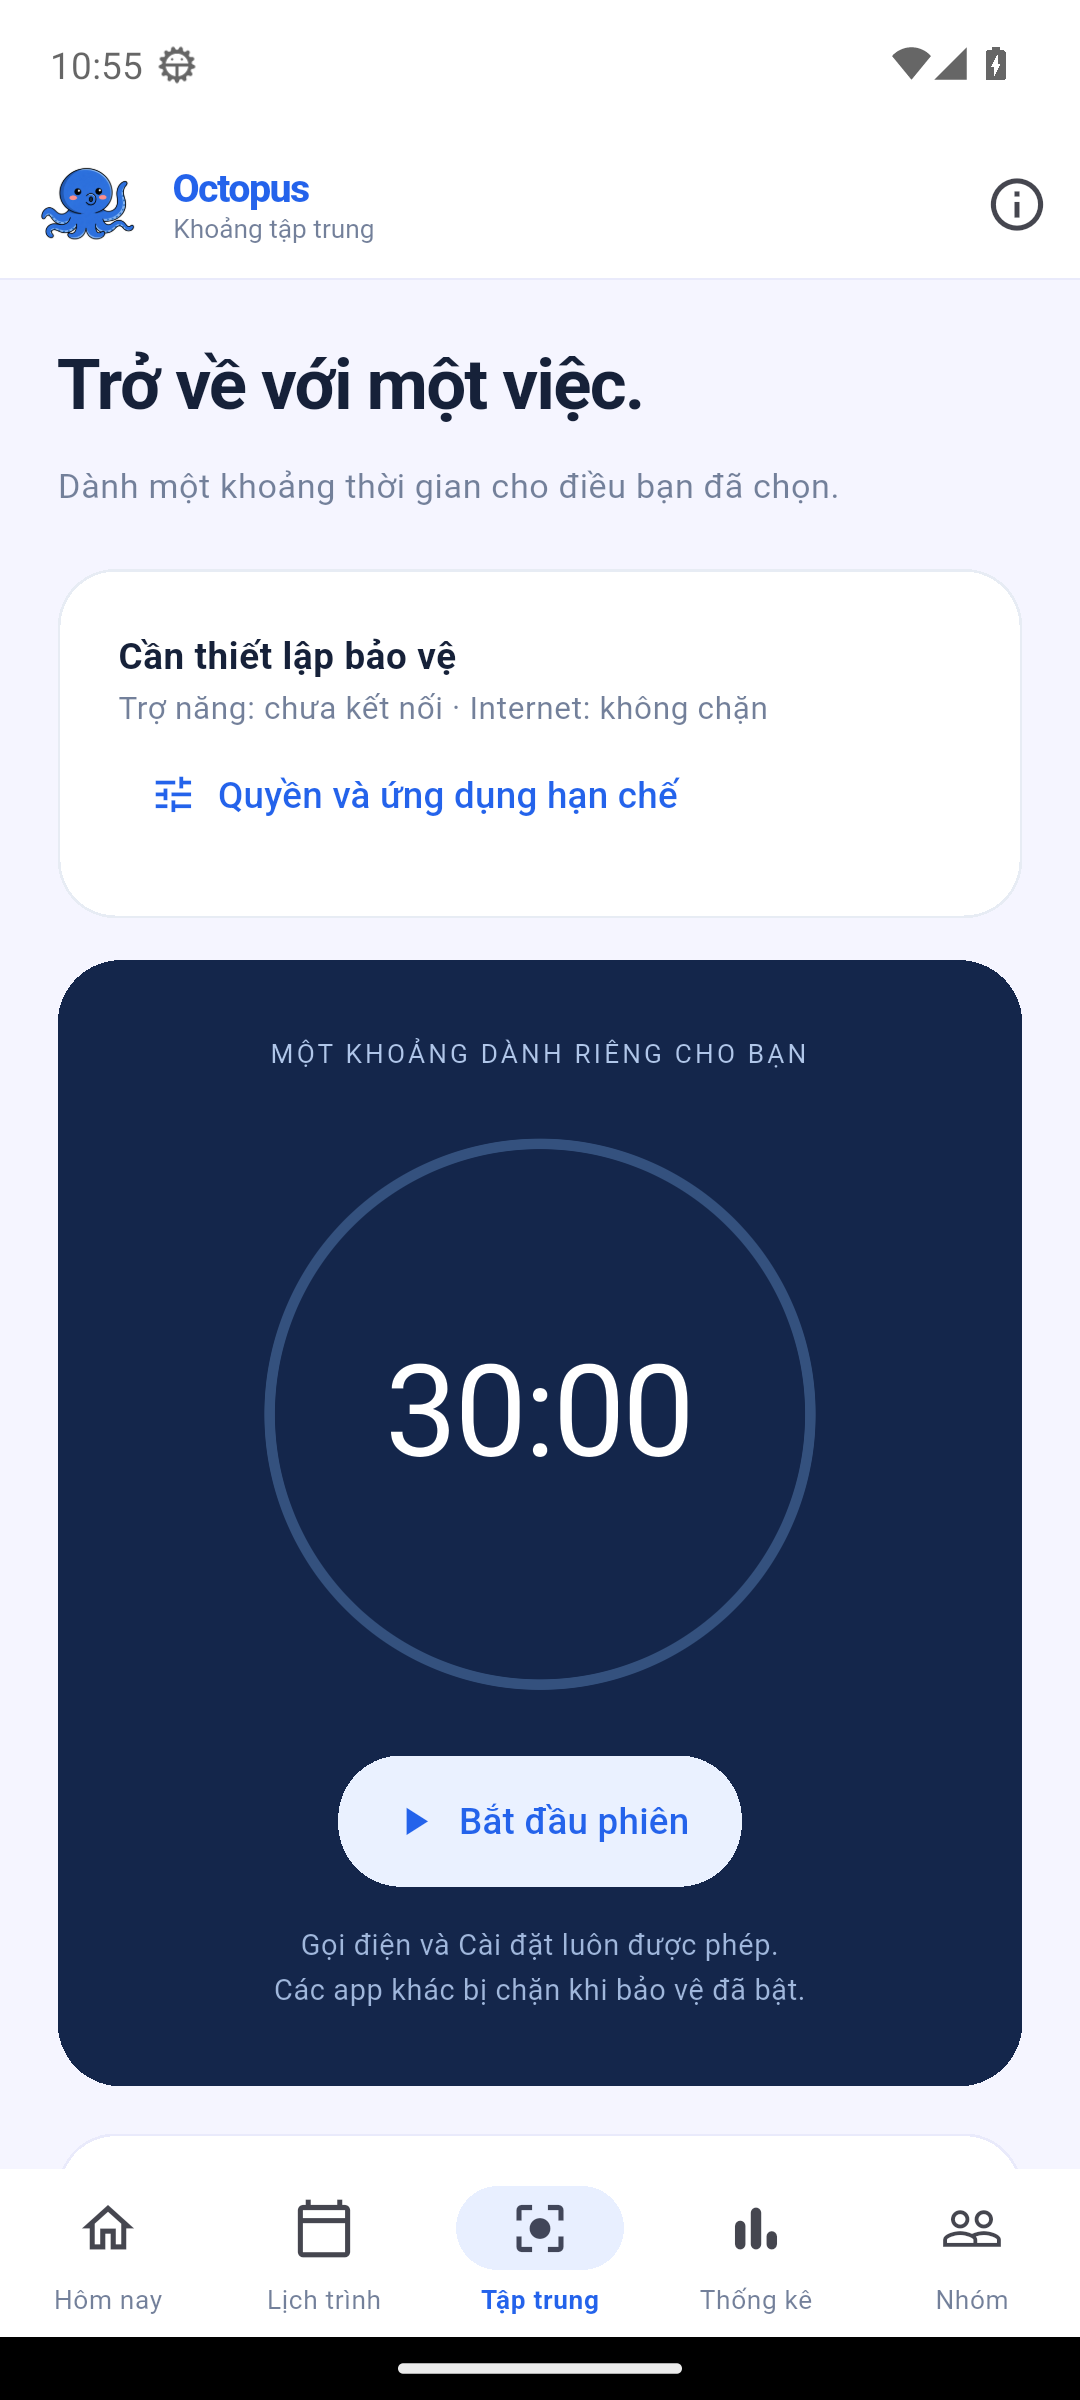 10:55
Octopus
Khoảng tập trung
Trở về với một việc.
Dành một khoảng thời gian cho điều bạn đã chọn.
Cần thiết lập bảo vệ
Trợ năng: chưa kết nối · Internet: không chặn
Quyền và ứng dụng hạn chế
MỘT KHOẢNG DÀNH RIÊNG CHO BẠN
30:00
Bắt đầu phiên
Gọi điện và Cài đặt luôn được phép.
Các app khác bị chặn khi bảo vệ đã bật.
Hôm nay
Lịch trình
Tập trung
Thống kê
Nhóm